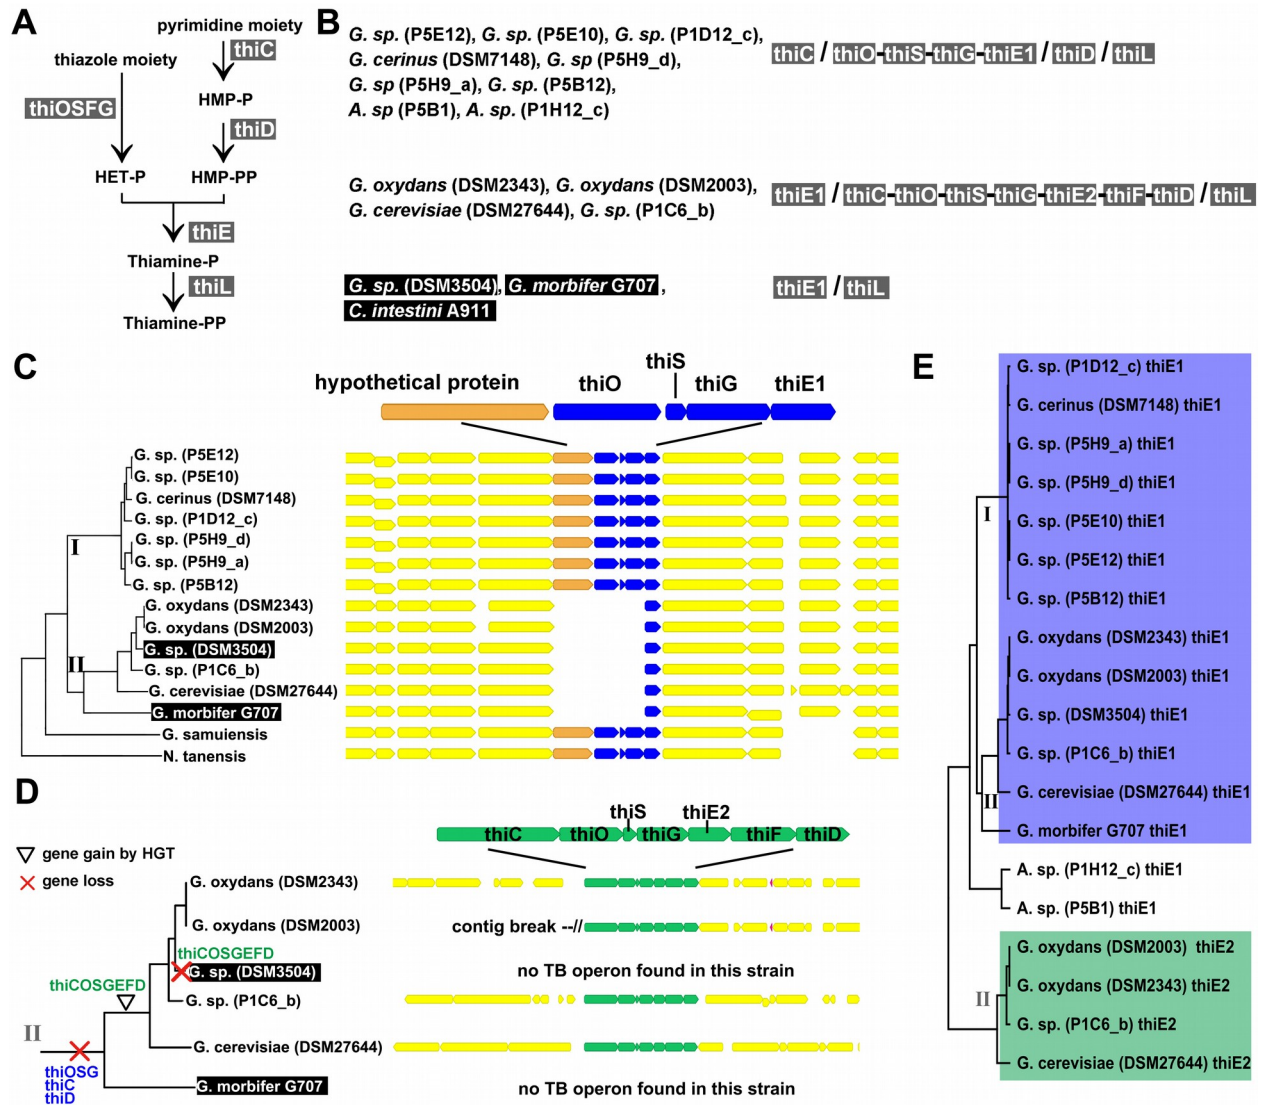 A
pyrimidine moiety
thiC
thiazole moiety
thiOSFG
HMP-P
thiD
HET-P
HMP-PP
thiE
Thiamine-P
thiL
Thiamine-PP
B
G. sp. (P5E12), G. sp. (P5E10), G. sp. (P1D12_c),
G. cerinus (DSM7148), G. sp (P5H9_d),
G. sp (P5H9_a), G. sp. (P5B12),
A. sp (P5B1), A. sp. (P1H12_c)
thiC / thiO-thiS-thiG-thiE1 / thiD / thiL
G. oxydans (DSM2343), G. oxydans (DSM2003),
G. cerevisiae (DSM27644), G. sp. (P1C6_b)
thiE1 / thiC-thiO-thiS-thiG-thiE2-thiF-thiD / thiL
G. sp. (DSM3504), G. morbifer G707 ,
C. intestini A911
thiE1 / thiL
C
hypothetical protein
thiO
thiS
thiG
thiE1
G. sp. (P5E12)
G. sp. (P5E10)
G. cerinus (DSM7148)
G. sp. (P1D12_c)
G. sp. (P5H9_d)
I
G. sp. (P5H9_a)
G. sp. (P5B12)
G. oxydans (DSM2343)
G. oxydans (DSM2003)
G. sp. (DSM3504)
II
G. sp. (P1C6_b)
G. cerevisiae (DSM27644)
G. morbifer G707
G. samuiensis
N. tanensis
D
thiC
thiO
thiS
thiG
thiE2
thiF
thiD
gene gain by HGT
gene loss
G. oxydans (DSM2343)
G. oxydans (DSM2003)
contig break --//
thiCOSGEFD
G. sp. (DSM3504)
no TB operon found in this strain
thiCOSGEFD
G. sp. (P1C6_b)
II
G. cerevisiae (DSM27644)
thiOSG
thiC
thiD
G. morbifer G707
no TB operon found in this strain
E
G. sp. (P1D12_c) thiE1
G. cerinus (DSM7148) thiE1
G. sp. (P5H9_a) thiE1
G. sp. (P5H9_d) thiE1
I
G. sp. (P5E10) thiE1
G. sp. (P5E12) thiE1
G. sp. (P5B12) thiE1
G. oxydans (DSM2343) thiE1
G. oxydans (DSM2003) thiE1
G. sp. (DSM3504) thiE1
G. sp. (P1C6_b) thiE1
G. cerevisiae (DSM27644) thiE1
II
G. morbifer G707 thiE1
A. sp. (P1H12_c) thiE1
A. sp. (P5B1) thiE1
G. oxydans (DSM2003) thiE2
G. oxydans (DSM2343) thiE2
II
G. sp. (P1C6_b) thiE2
G. cerevisiae (DSM27644) thiE2